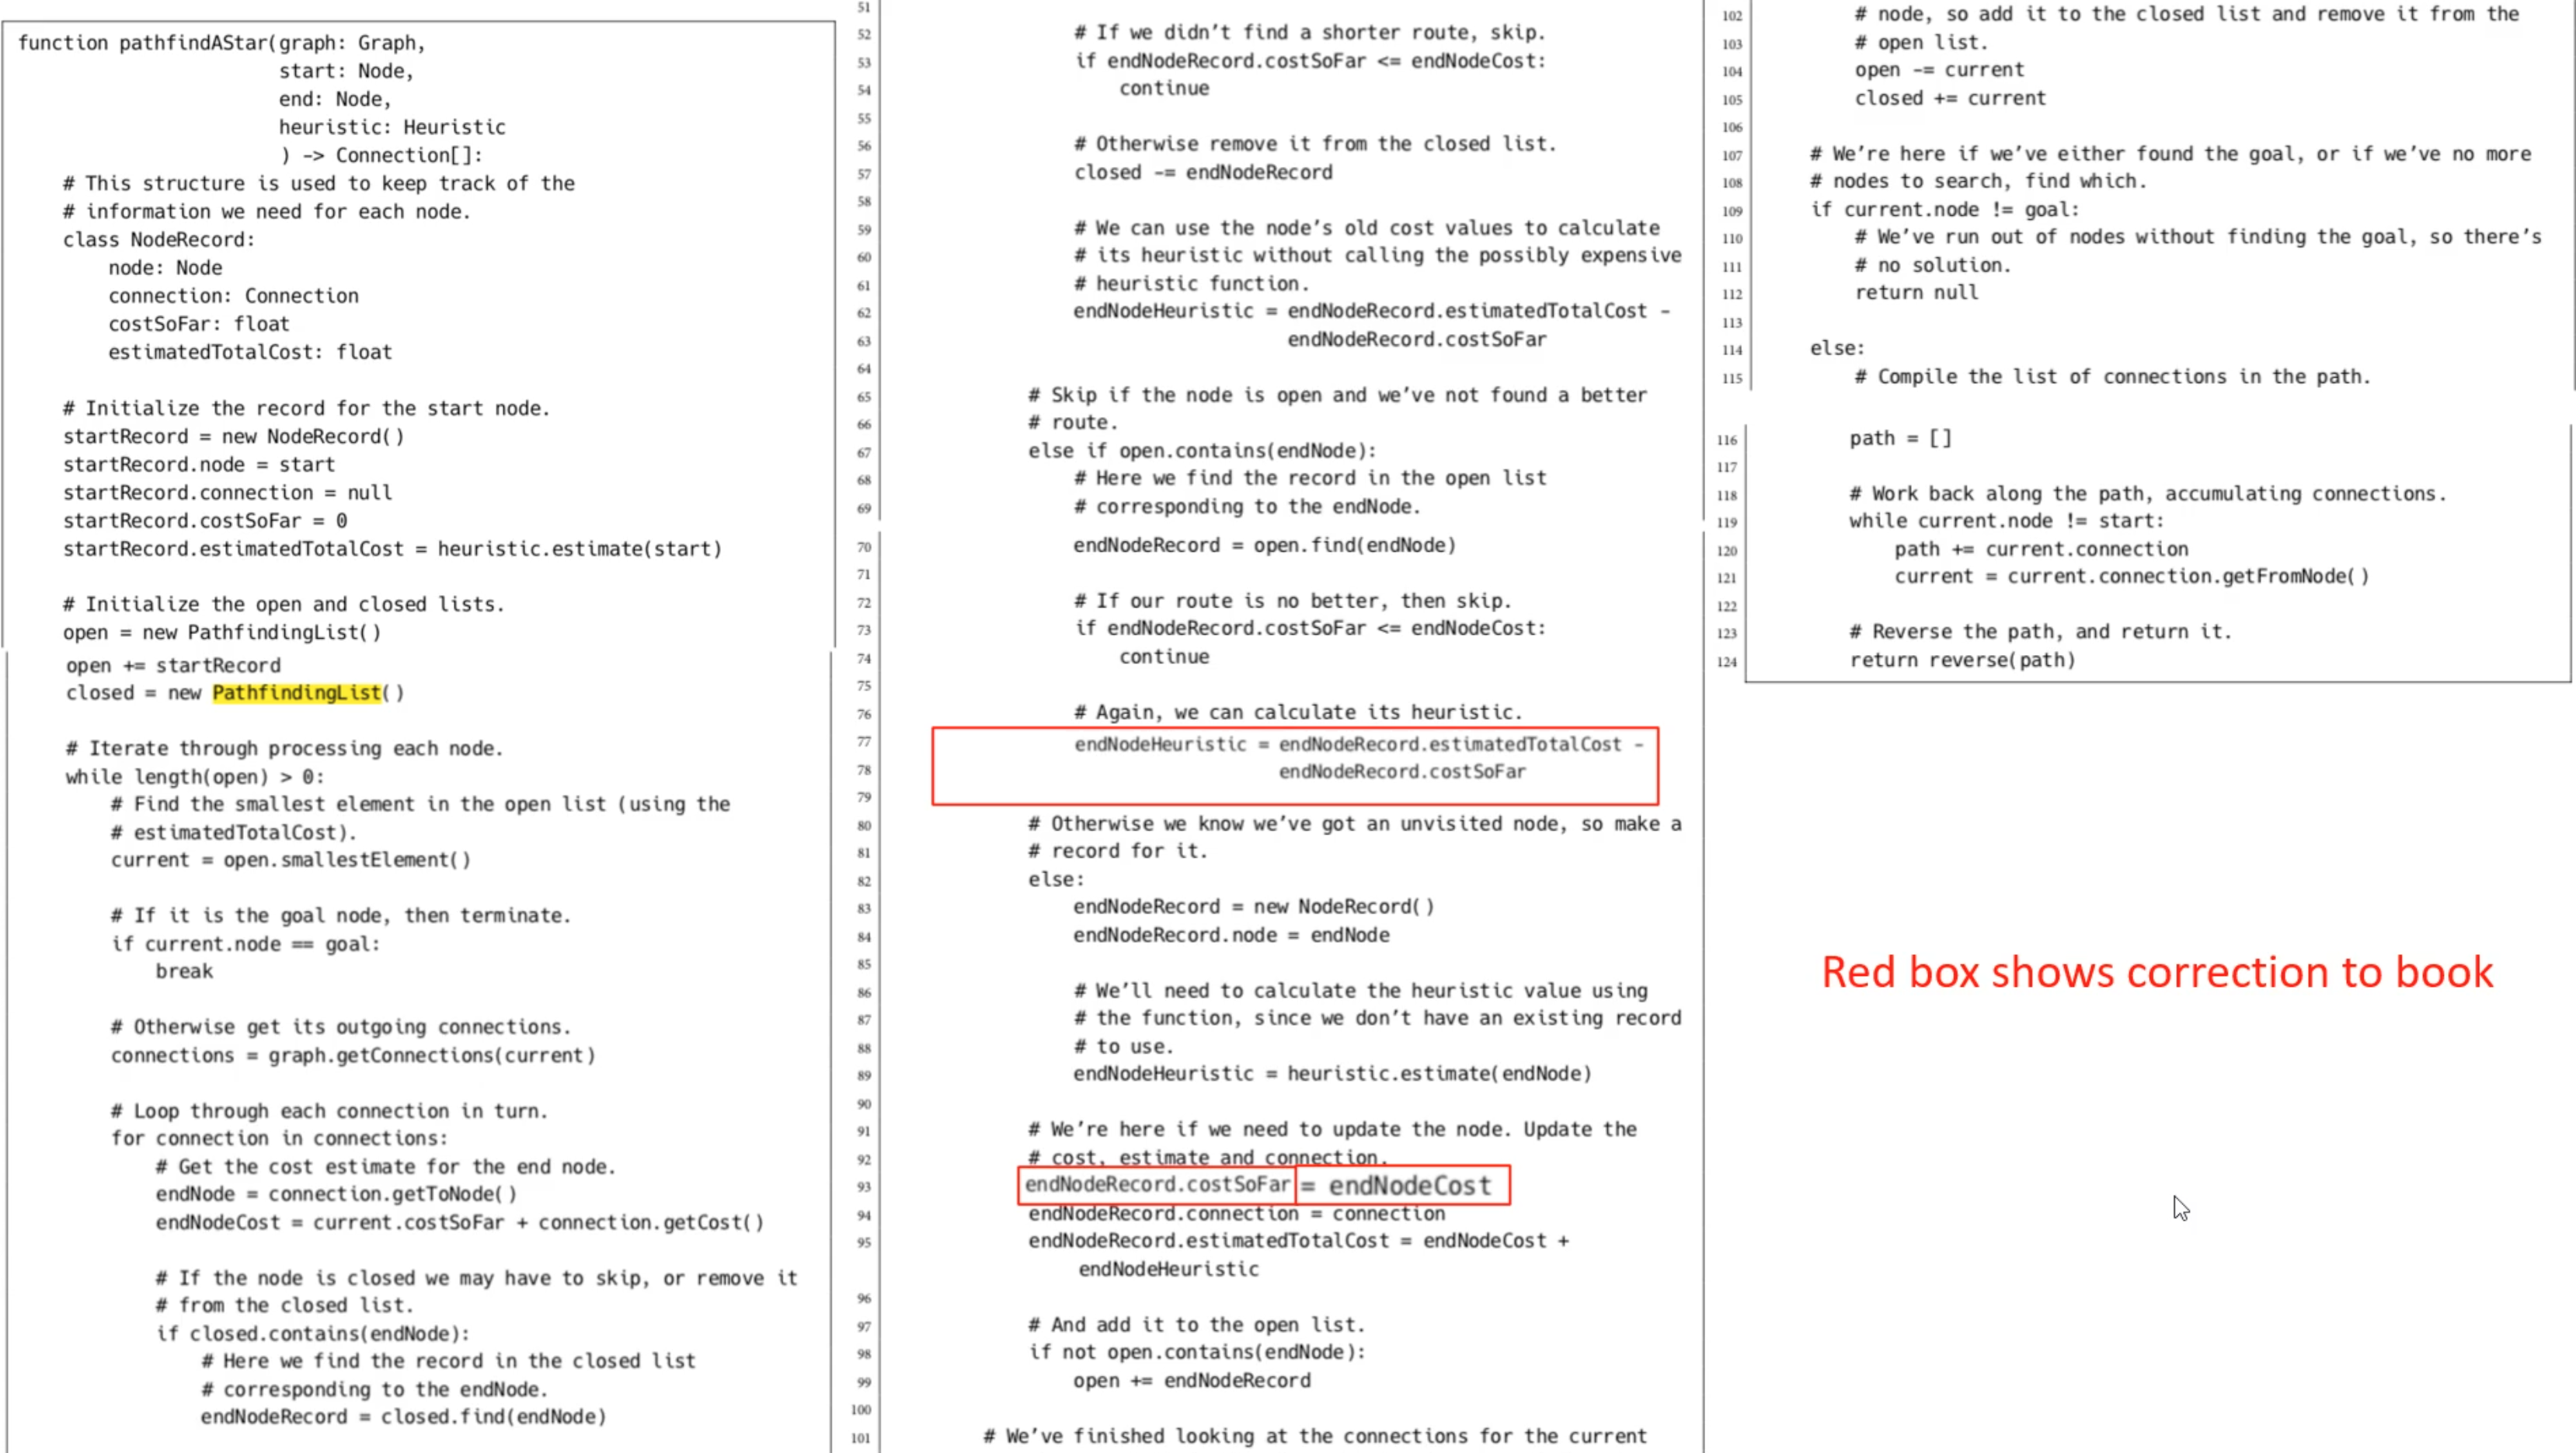 function pathfindAStar(graph: Graph,
start: Node,
end: Node,
heuristic: Heuristic
) -> Connection[]:
# This structure is used to keep track of the
# information we need for each node.
class NodeRecord:
node: Node
connection: Connection
costSoFar: float
estimatedTotalCost: float
# Initialize the record for the start node.
startRecord = new NodeRecord()
startRecord.node = start
startRecord.connection = null
startRecord.costSoFar = 0
startRecord.estimatedTotalCost = heuristic.estimate(start)
# Initialize the open and closed lists.
open = new PathfindingList()
open += startRecord
closed = new PathfindingList()
# Iterate through processing each node.
while length(open) > 0:
# Find the smallest element in the open list (using the
# estimatedTotalCost).
current = open.smallestElement()
# If it is the goal node, then terminate.
if current.node == goal:
break
# Otherwise get its outgoing connections.
connections = graph.getConnections(current)
# Loop through each connection in turn.
for connection in connections:
# Get the cost estimate for the end node.
endNode = connection.getToNode()
endNodeCost = current.costSoFar + connection.getCost()
# If the node is closed we may have to skip, or remove it
# from the closed list.
if closed.contains(endNode):
# Here we find the record in the closed list
# corresponding to the endNode.
endNodeRecord = closed.find(endNode)
51
52 # If we didn't find a shorter route, skip.
53 if endNodeRecord.costSoFar <= endNodeCost:
54 continue
55
56 # Otherwise remove it from the closed list.
57 closed -= endNodeRecord
58
59 # We can use the node's old cost values to calculate
60 # its heuristic without calling the possibly expensive
61 # heuristic function.
62 endNodeHeuristic = endNodeRecord.estimatedTotalCost -
63 endNodeRecord.costSoFar
64
65 # Skip if the node is open and we've not found a better
66 # route.
67 else if open.contains(endNode):
68 # Here we find the record in the open list
69 # corresponding to the endNode.
70 endNodeRecord = open.find(endNode)
71
72 # If our route is no better, then skip.
73 if endNodeRecord.costSoFar <= endNodeCost:
74 continue
75
76 # Again, we can calculate its heuristic.
77 endNodeHeuristic = endNodeRecord.estimatedTotalCost -
78 endNodeRecord.costSoFar
79
80 # Otherwise we know we've got an unvisited node, so make a
81 # record for it.
82 else:
83 endNodeRecord = new NodeRecord()
84 endNodeRecord.node = endNode
85
86 # We'll need to calculate the heuristic value using
87 # the function, since we don't have an existing record
88 # to use.
89 endNodeHeuristic = heuristic.estimate(endNode)
90
91 # We're here if we need to update the node. Update the
92 # cost, estimate and connection.
93 endNodeRecord.costSoFar = endNodeCost
94 endNodeRecord.connection = connection
95 endNodeRecord.estimatedTotalCost = endNodeCost +
endNodeHeuristic
96
97 # And add it to the open list.
98 if not open.contains(endNode):
99 open += endNodeRecord
100
101 # We've finished looking at the connections for the current
102 # node, so add it to the closed list and remove it from the
103 # open list.
104 open -= current
105 closed += current
106
107 # We're here if we've either found the goal, or if we've no more
108 # nodes to search, find which.
109 if current.node != goal:
110 # We've run out of nodes without finding the goal, so there's
111 # no solution.
112 return null
113
114 else:
115 # Compile the list of connections in the path.
116 path = []
117
118 # Work back along the path, accumulating connections.
119 while current.node != start:
120 path += current.connection
121 current = current.connection.getFromNode()
122
123 # Reverse the path, and return it.
124 return reverse(path)
Red box shows correction to book